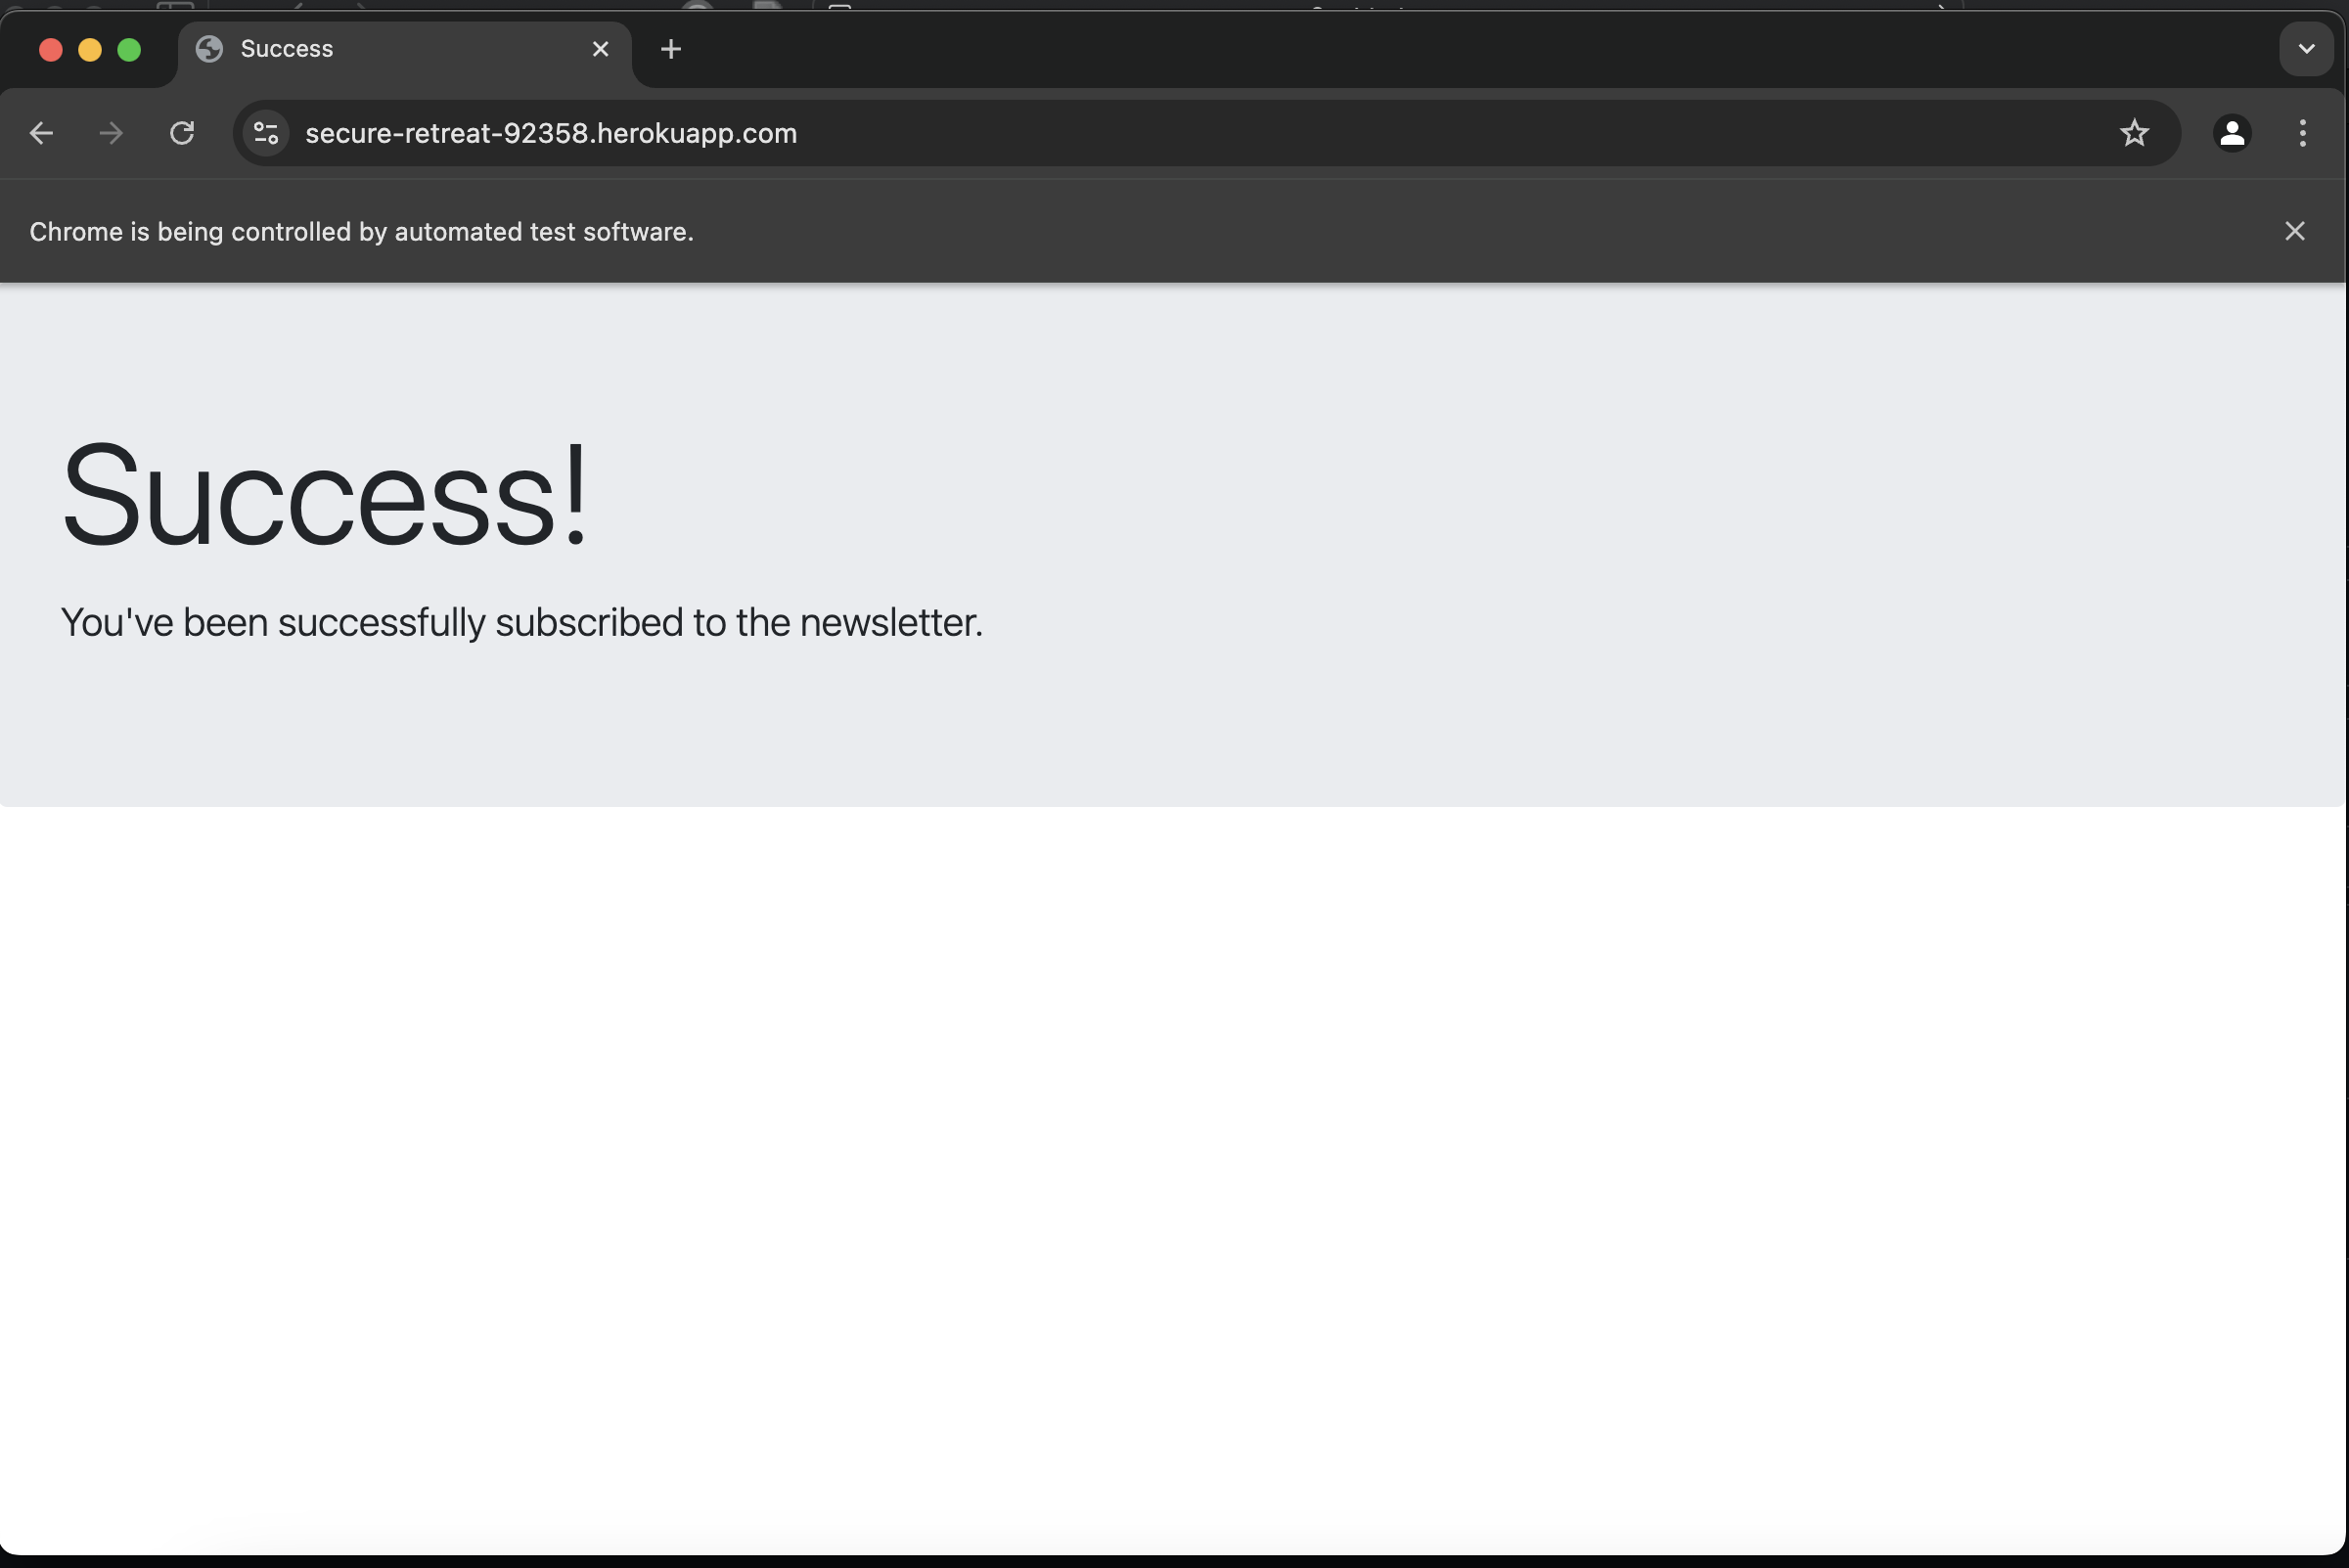 Success
secure-retreat-92358.herokuapp.com
Chrome is being controlled by automated test software.
Success!
You've been successfully subscribed to the newsletter.